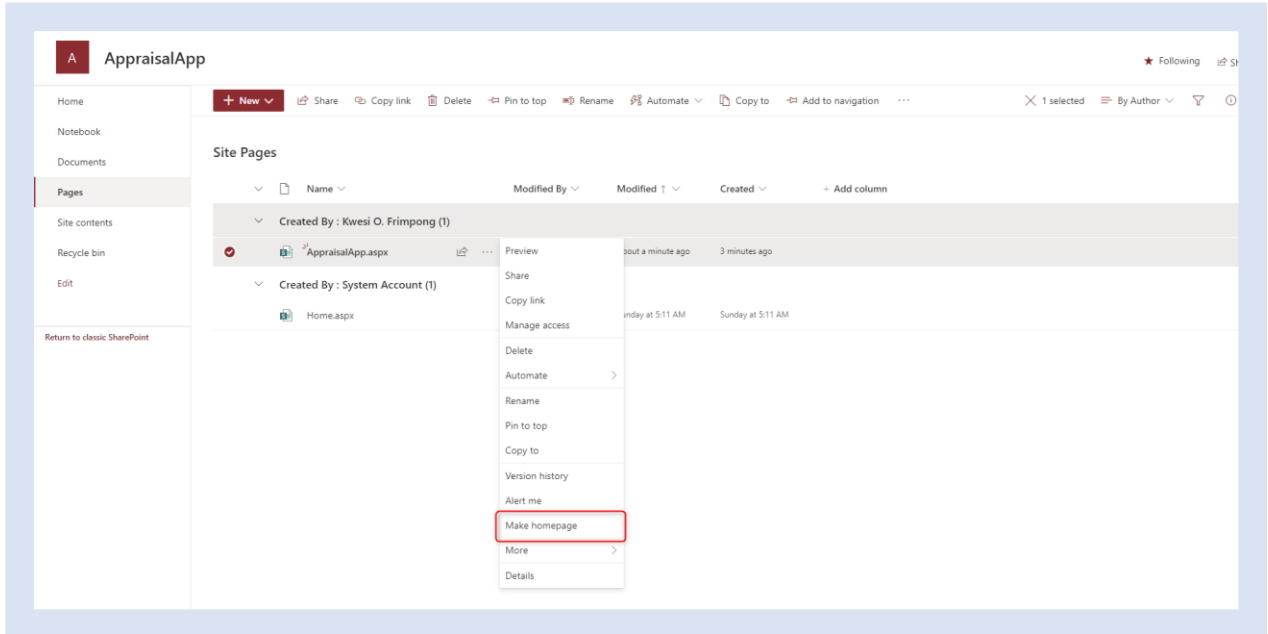 A AppraisalApp
Following
Home
Notebook
Documents
Pages
Site contents
Recycle bin
Edit
Return to classic SharePoint
+ New Share Copy link Delete Pin to top Rename Automate Copy to Add to navigation ··· 1 selected By Author
Site Pages
Name Modified By Modified ↑ Created + Add column
Created By : Kwesi O. Frimpong (1)
AppraisalApp.aspx ··· about a minute ago 3 minutes ago
Created By : System Account (1)
Home.aspx Sunday at 5:11 AM Sunday at 5:11 AM
Preview
Share
Copy link
Manage access
Delete
Automate
Rename
Pin to top
Copy to
Version history
Alert me
Make homepage
More
Details